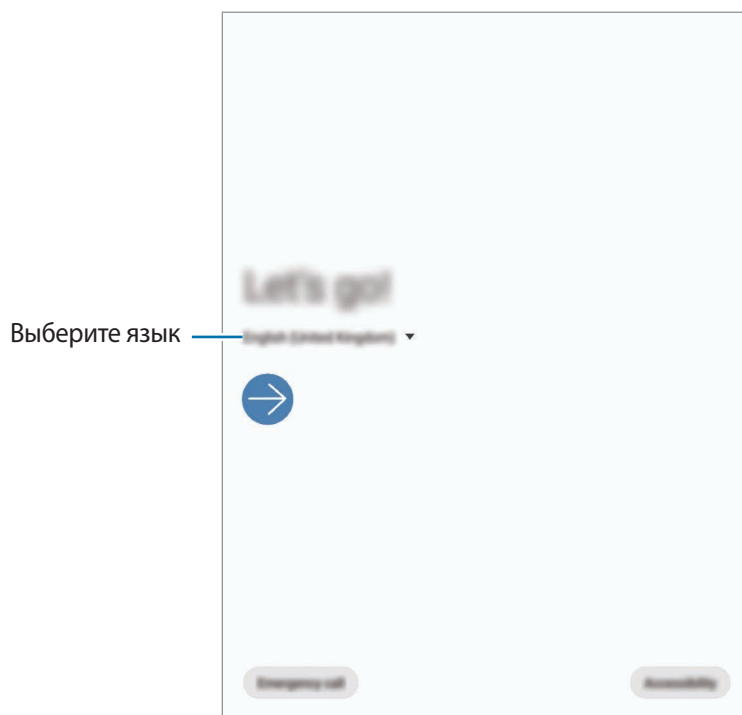 Let's go!
Выберите язык
English (United Kingdom)
Emergency call
Accessibility